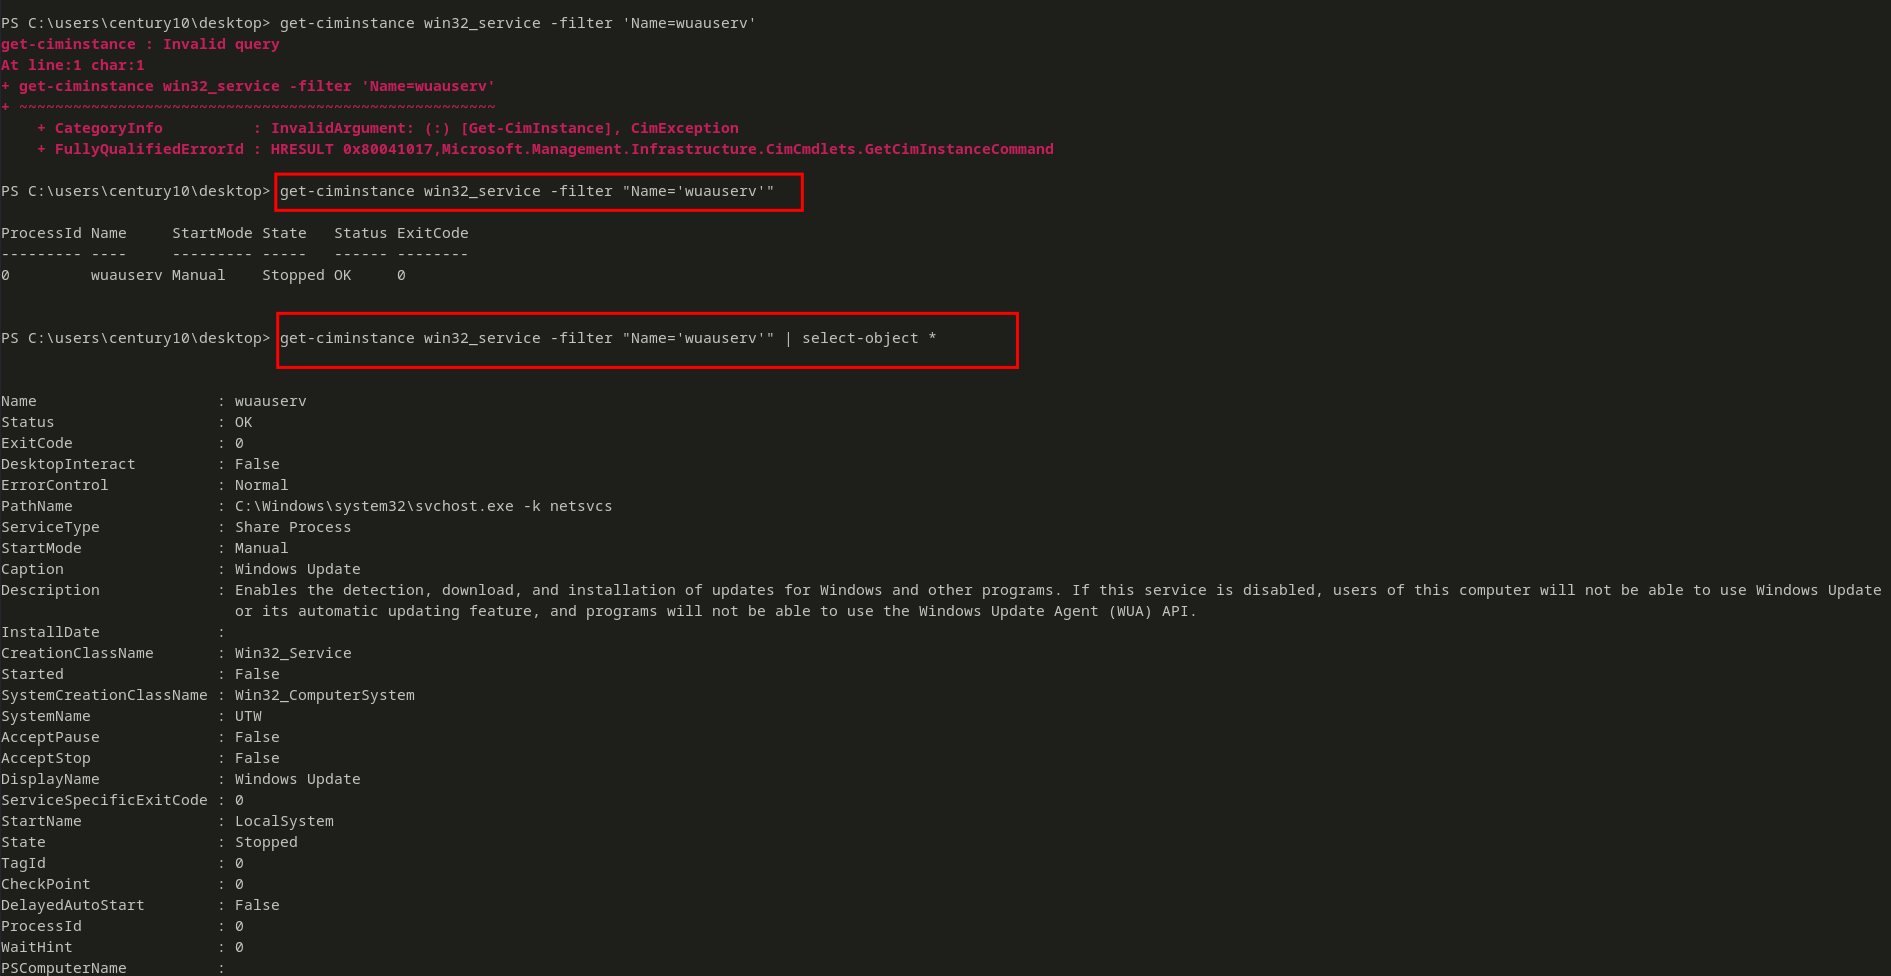 PS C:\users\century10\desktop> get-ciminstance win32_service -filter 'Name=wuauserv'
get-ciminstance : Invalid query
At line:1 char:1
+ get-ciminstance win32_service -filter 'Name=wuauserv'
+ ~~~~~~~~~~~~~~~~~~~~~~~~~~~~~~~~~~~~~~~~~~~~~~~~~~~~~
    + CategoryInfo          : InvalidArgument: (:) [Get-CimInstance], CimException
    + FullyQualifiedErrorId : HRESULT 0x80041017,Microsoft.Management.Infrastructure.CimCmdlets.GetCimInstanceCommand
PS C:\users\century10\desktop> get-ciminstance win32_service -filter "Name='wuauserv'"
ProcessId Name     StartMode State   Status ExitCode
--------- ----     --------- -----   ------ --------
0         wuauserv Manual    Stopped OK     0
PS C:\users\century10\desktop> get-ciminstance win32_service -filter "Name='wuauserv'" | select-object *
Name                    : wuauserv
Status                  : OK
ExitCode                : 0
DesktopInteract         : False
ErrorControl            : Normal
PathName                : C:\Windows\system32\svchost.exe -k netsvcs
ServiceType             : Share Process
StartMode               : Manual
Caption                 : Windows Update
Description             : Enables the detection, download, and installation of updates for Windows and other programs. If this service is disabled, users of this computer will not be able to use Windows Update
                          or its automatic updating feature, and programs will not be able to use the Windows Update Agent (WUA) API.
InstallDate             :
CreationClassName       : Win32_Service
Started                 : False
SystemCreationClassName : Win32_ComputerSystem
SystemName              : UTW
AcceptPause             : False
AcceptStop              : False
DisplayName             : Windows Update
ServiceSpecificExitCode : 0
StartName               : LocalSystem
State                   : Stopped
TagId                   : 0
CheckPoint              : 0
DelayedAutoStart        : False
ProcessId               : 0
WaitHint                : 0
PSComputerName          :